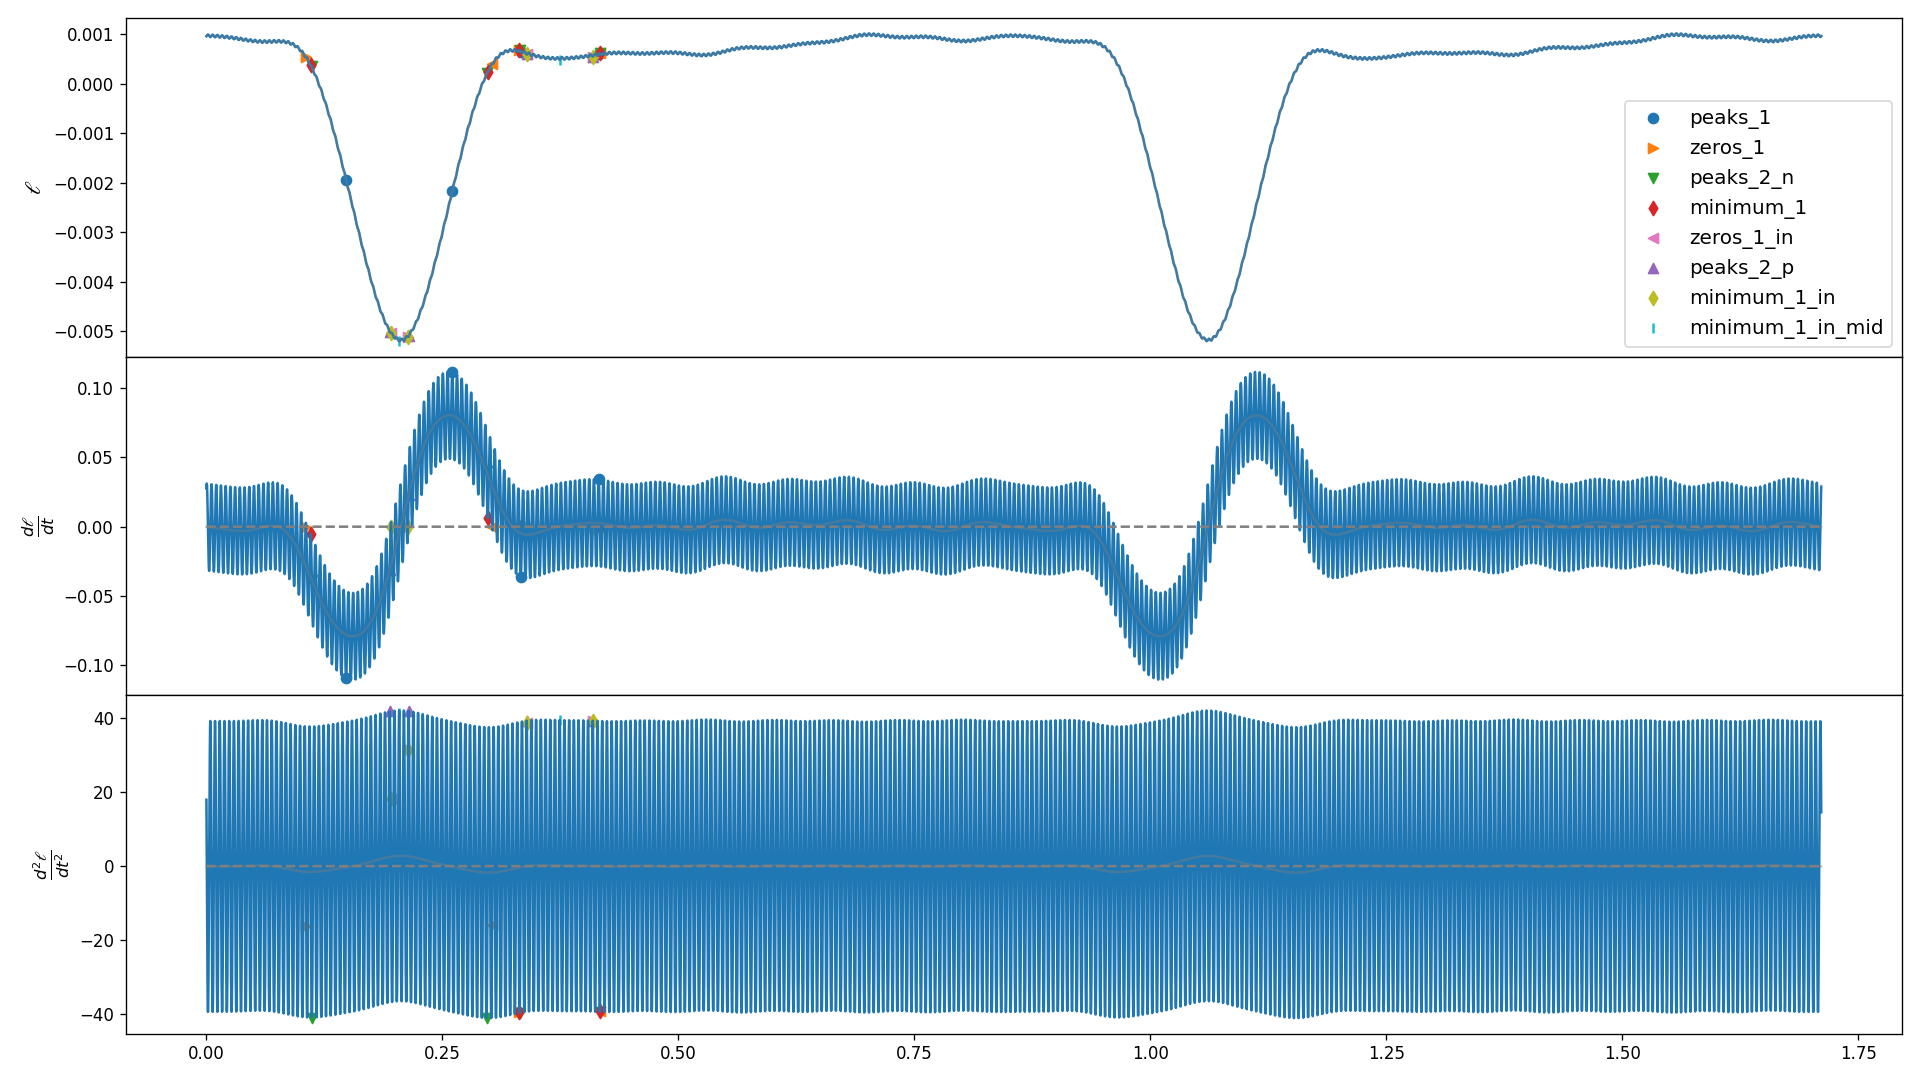 0.001
0.000
−0.001
−0.002
−0.003
−0.004
−0.005
ℓ
peaks_1
zeros_1
peaks_2_n
minimum_1
zeros_1_in
peaks_2_p
minimum_1_in
minimum_1_in_mid
0.10
0.05
0.00
−0.05
−0.10
dℓ/dt
40
20
0
−20
−40
d²ℓ/dt²
0.00 0.25 0.50 0.75 1.00 1.25 1.50 1.75